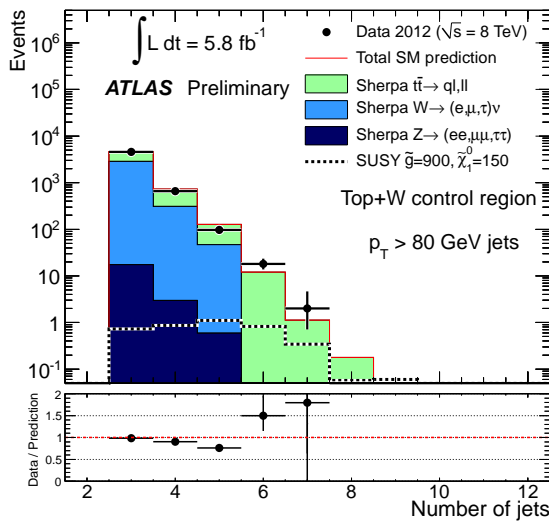 Events
∫ L dt = 5.8 fb⁻¹
ATLAS Preliminary
Data 2012 (√s = 8 TeV)
Total SM prediction
Sherpa tt̄→ ql,ll
Sherpa W→ (e,μ,τ)ν
Sherpa Z→ (ee,μμ,ττ)
SUSY g̃=900, χ̃₁⁰=150
Top+W control region
p_T > 80 GeV jets
10⁶
10⁵
10⁴
10³
10²
10
1
10⁻¹
Data / Prediction
2
1.5
1
0.5
0
2 4 6 8 10 12
Number of jets